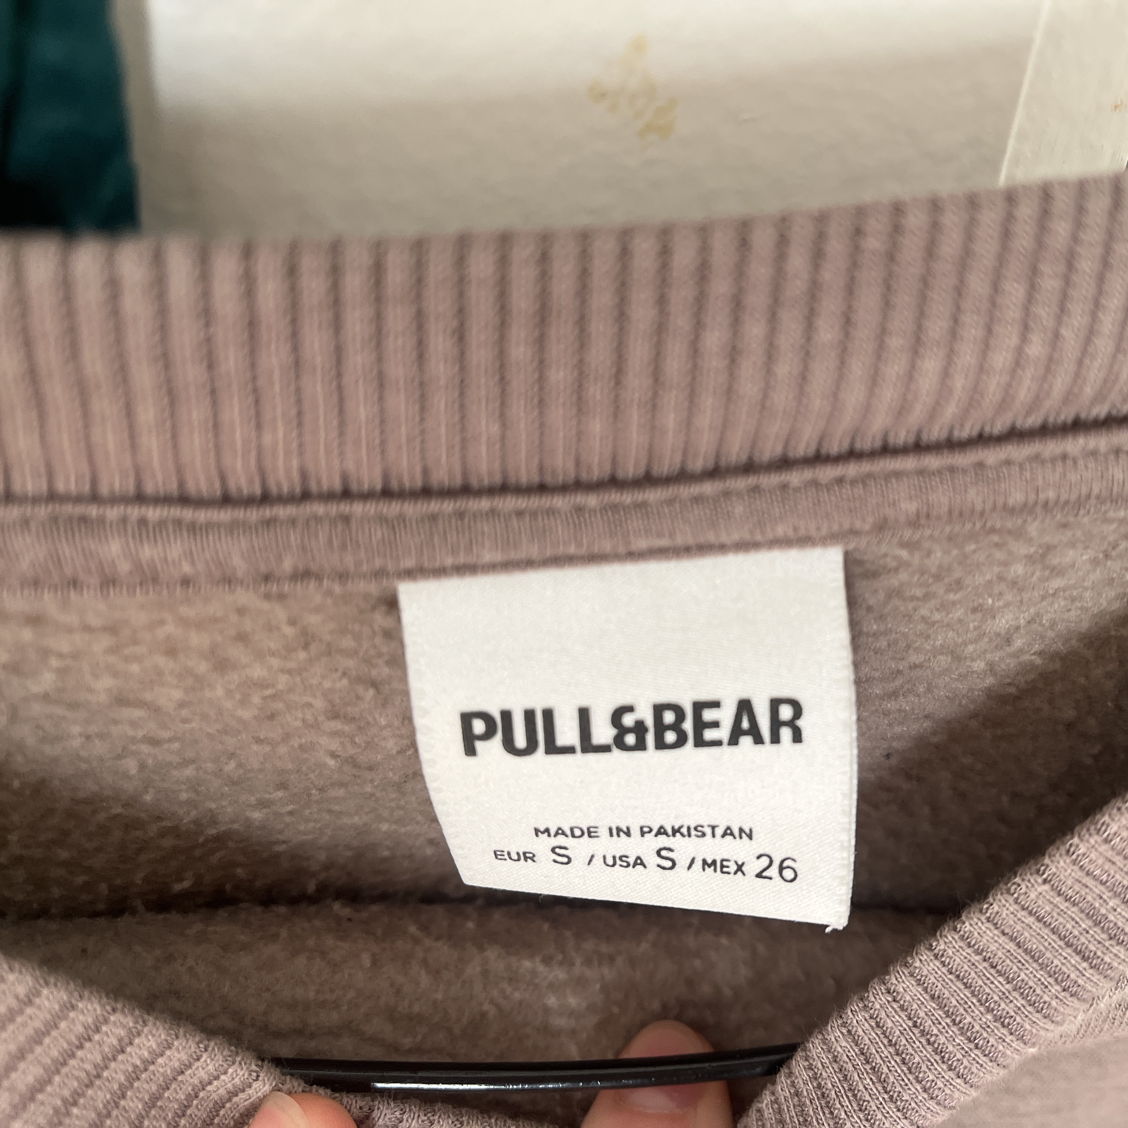 PULL&BEAR
MADE IN PAKISTAN
EUR S / USA S / MEX 26